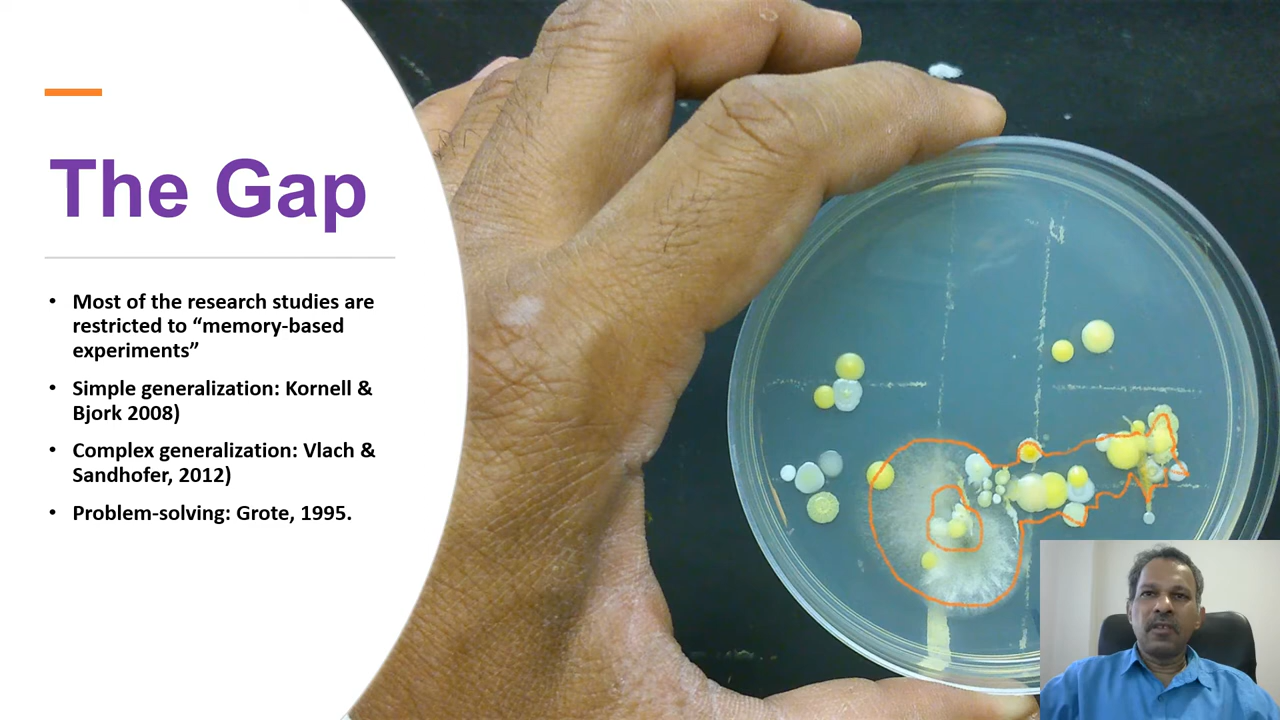 The Gap
• Most of the research studies are
restricted to “memory-based
experiments”
• Simple generalization: Kornell &
Bjork 2008)
• Complex generalization: Vlach &
Sandhofer, 2012)
• Problem-solving: Grote, 1995.